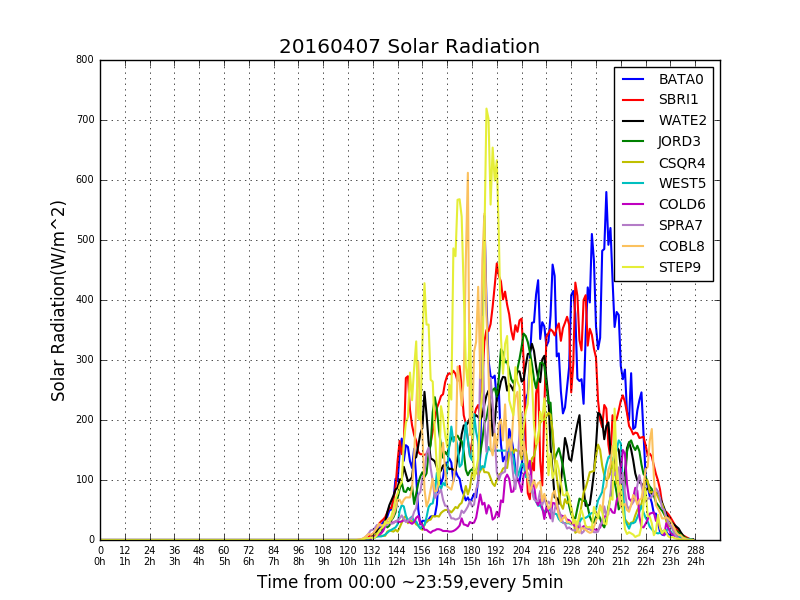 20160407 Solar Radiation
800
700
600
500
400
300
200
100
0
Solar Radiation(W/m^2)
BATA0
SBRI1
WATE2
JORD3
CSQR4
WEST5
COLD6
SPRA7
COBL8
STEP9
0 12 24 36 48 60 72 84 96 108 120 132 144 156 168 180 192 204 216 228 240 252 264 276 288
0h 1h 2h 3h 4h 5h 6h 7h 8h 9h 10h 11h 12h 13h 14h 15h 16h 17h 18h 19h 20h 21h 22h 23h 24h
Time from 00:00 ~23:59,every 5min